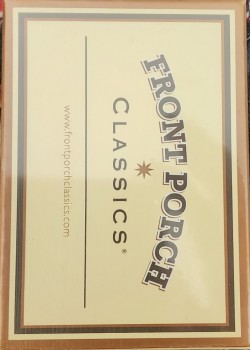 FRONT PORCH
CLASSICS®
www.frontporchclassics.com